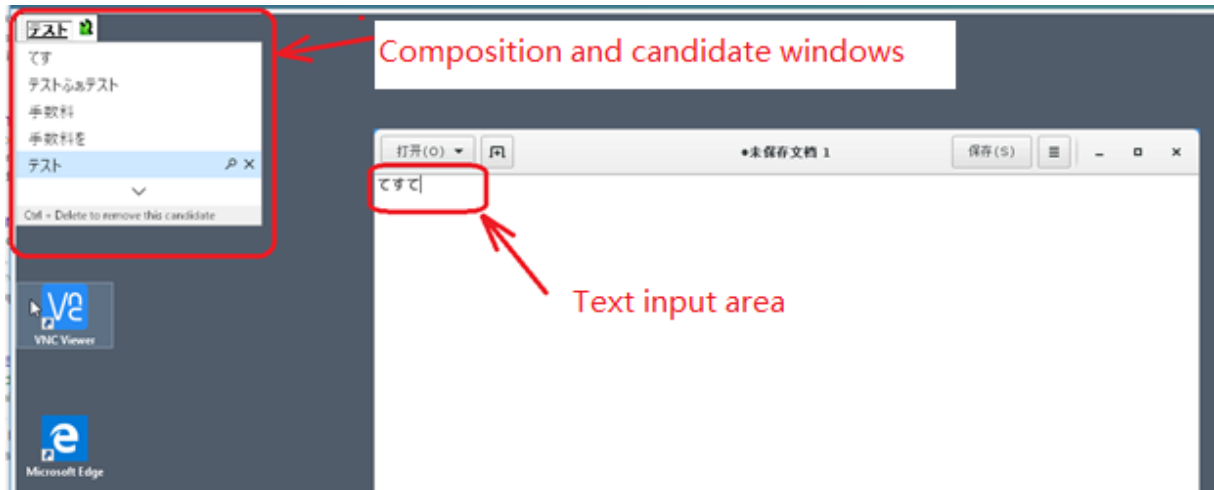 テスト
てす
テストふぁテスト
手数料
手数料を
テスト
Ctrl + Delete to remove this candidate
Composition and candidate windows
打开(O)
•未保存文档 1
保存(S)
てすて
Text input area
VNC Viewer
Microsoft Edge